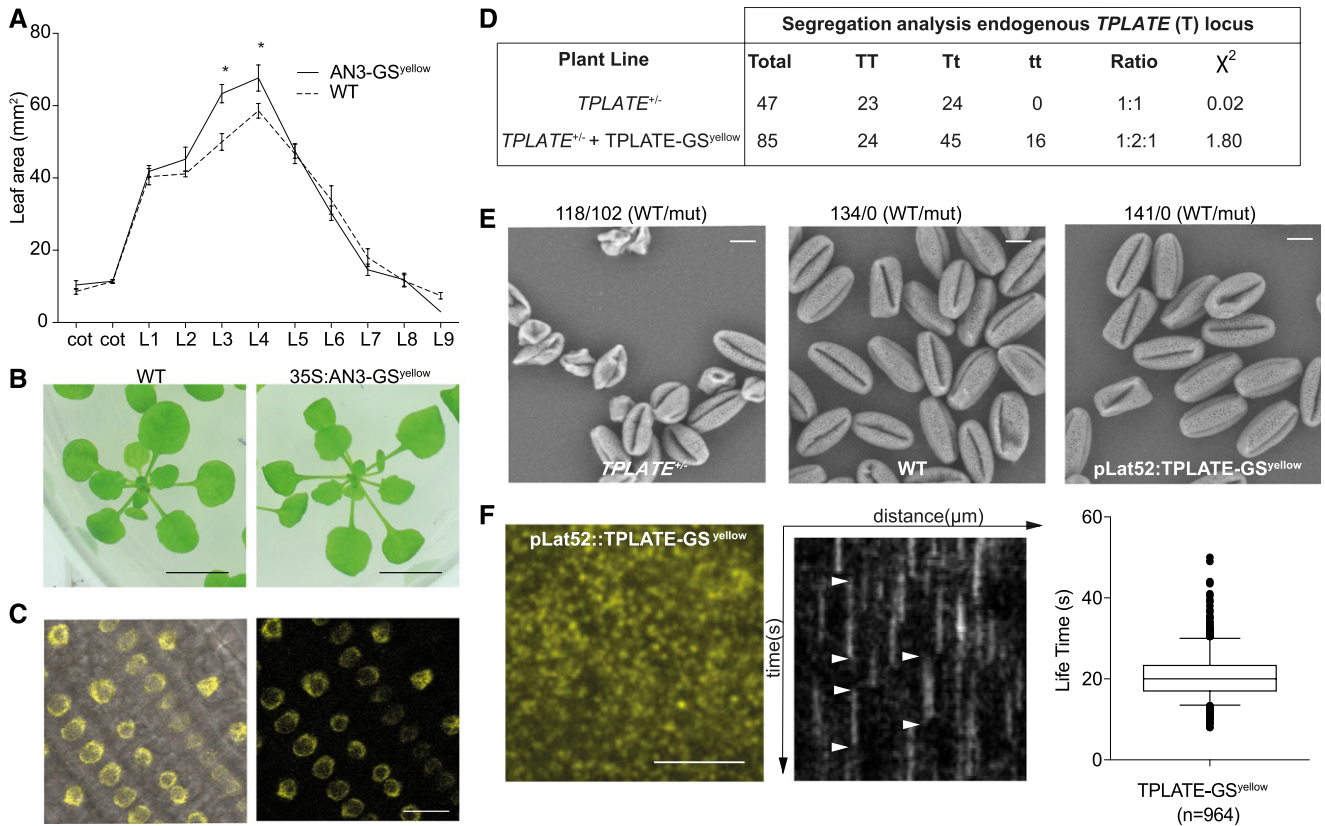 A
80
60
40
20
0
Leaf area (mm²)
* *
AN3-GSyellow
WT
cot cot L1 L2 L3 L4 L5 L6 L7 L8 L9
B
WT
35S:AN3-GSyellow
C
D
Segregation analysis endogenous TPLATE (T) locus
Plant Line Total TT Tt tt Ratio χ²
TPLATE+/- 47 23 24 0 1:1 0.02
TPLATE+/- + TPLATE-GSyellow 85 24 45 16 1:2:1 1.80
E
118/102 (WT/mut)
134/0 (WT/mut)
141/0 (WT/mut)
TPLATE+/-
WT
pLat52:TPLATE-GSyellow
F
pLat52::TPLATE-GSyellow
distance(µm)
time(s)
60
40
20
0
Life Time (s)
TPLATE-GSyellow
(n=964)